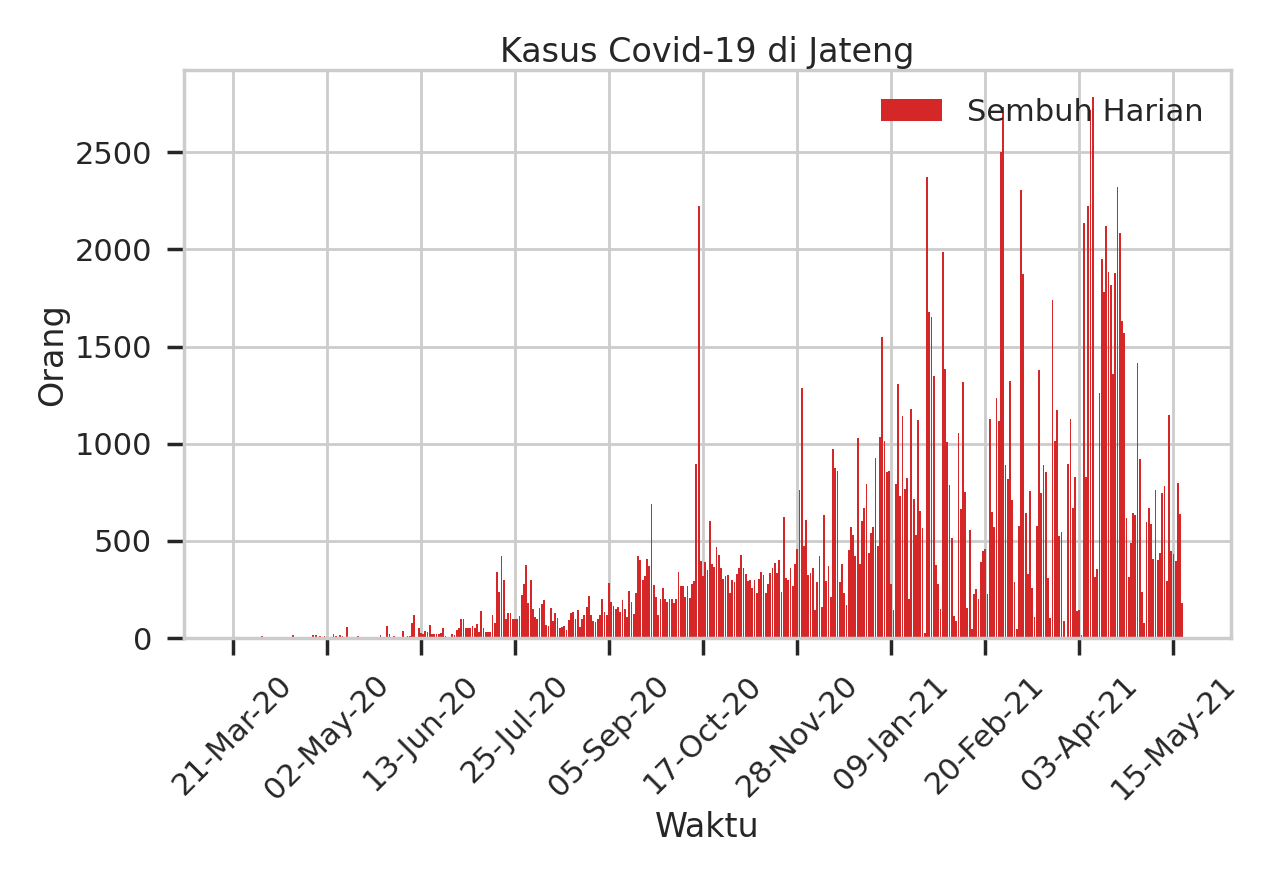 Kasus Covid-19 di Jateng
Sembuh Harian
Orang
2500
2000
1500
1000
500
0
21-Mar-20
02-May-20
13-Jun-20
25-Jul-20
05-Sep-20
17-Oct-20
28-Nov-20
09-Jan-21
20-Feb-21
03-Apr-21
15-May-21
Waktu